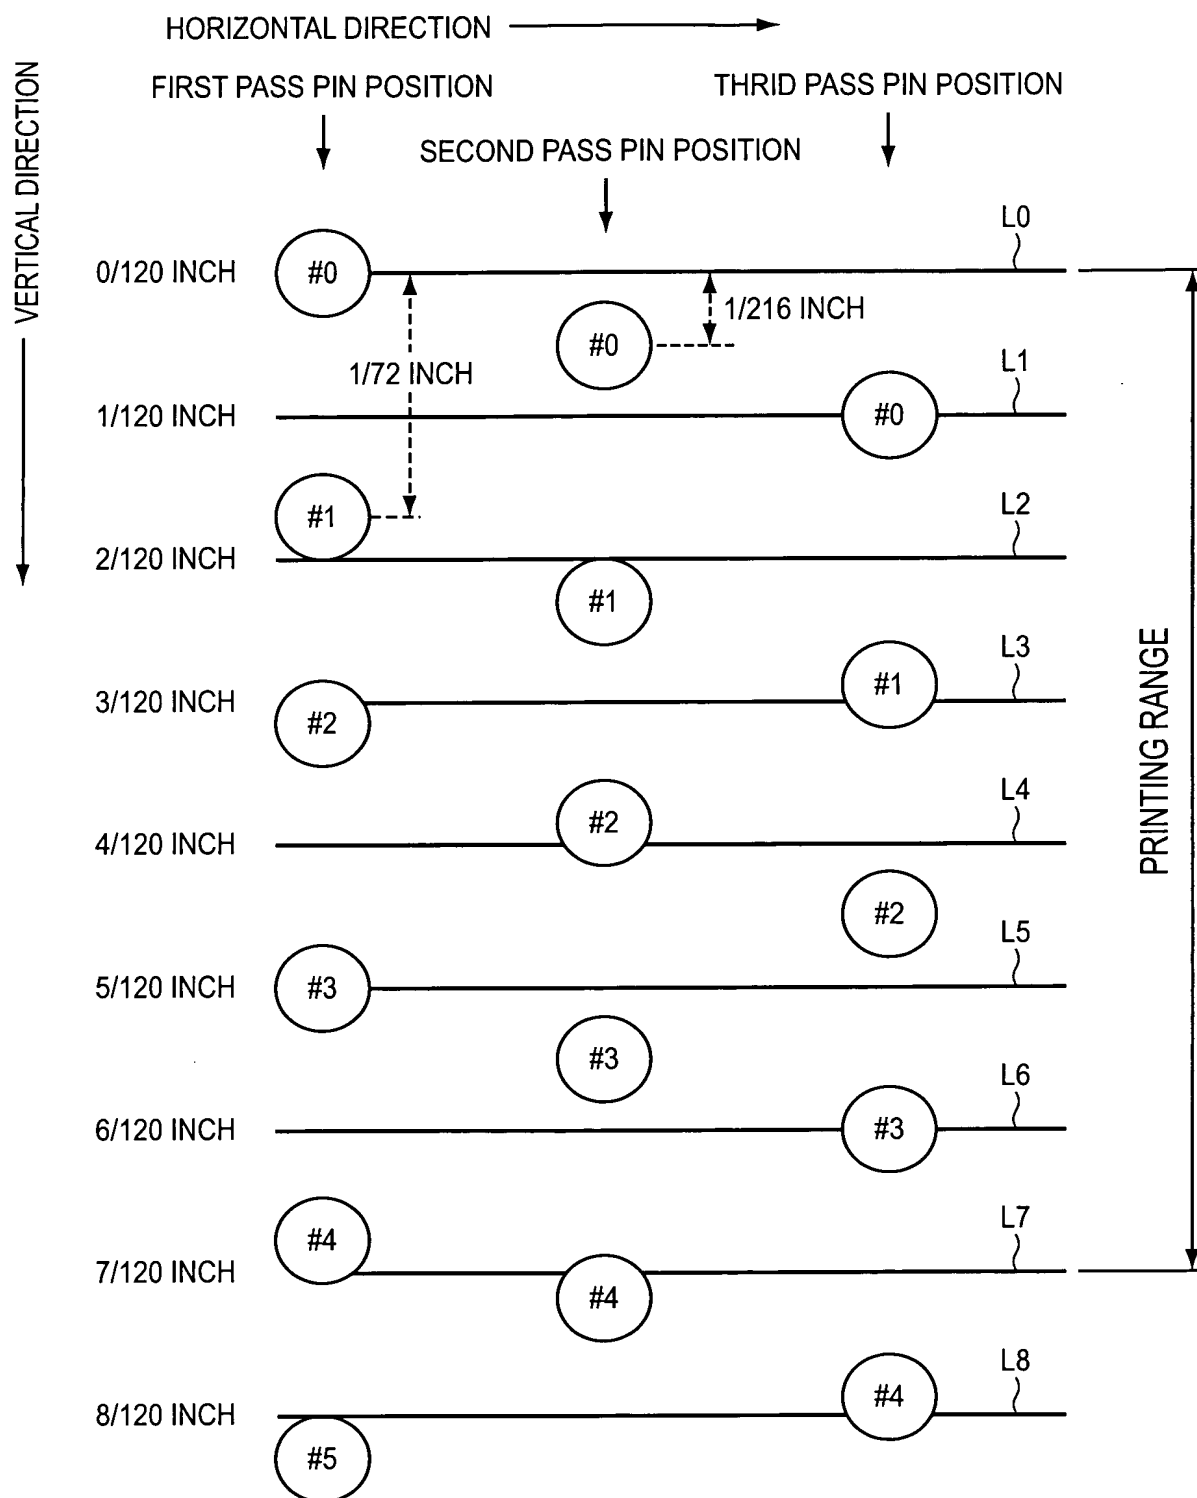 HORIZONTAL DIRECTION
VERTICAL DIRECTION
FIRST PASS PIN POSITION
THRID PASS PIN POSITION
SECOND PASS PIN POSITION
L0
0/120 INCH
#0
1/216 INCH
#0
1/72 INCH
L1
1/120 INCH
#0
#1
L2
2/120 INCH
#1
L3
#1
3/120 INCH
#2
PRINTING RANGE
L4
#2
4/120 INCH
#2
L5
5/120 INCH
#3
#3
L6
6/120 INCH
#3
L7
#4
7/120 INCH
#4
L8
#4
8/120 INCH
#5